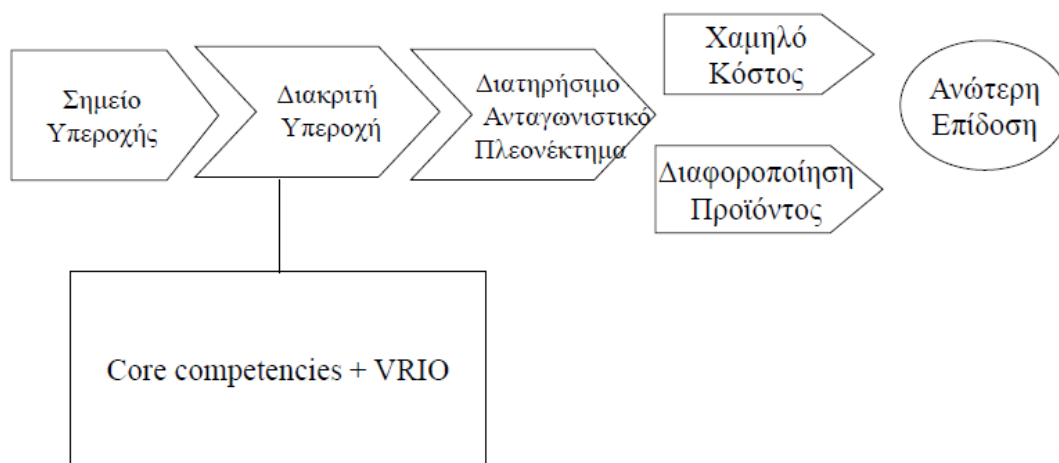 Σημείο
Υπεροχής
Διακριτή
Υπεροχή
Διατηρήσιμο
Ανταγωνιστικό
Πλεονέκτημα
Χαμηλό
Κόστος
Διαφοροποίηση
Προϊόντος
Ανώτερη
Επίδοση
Core competencies + VRIO